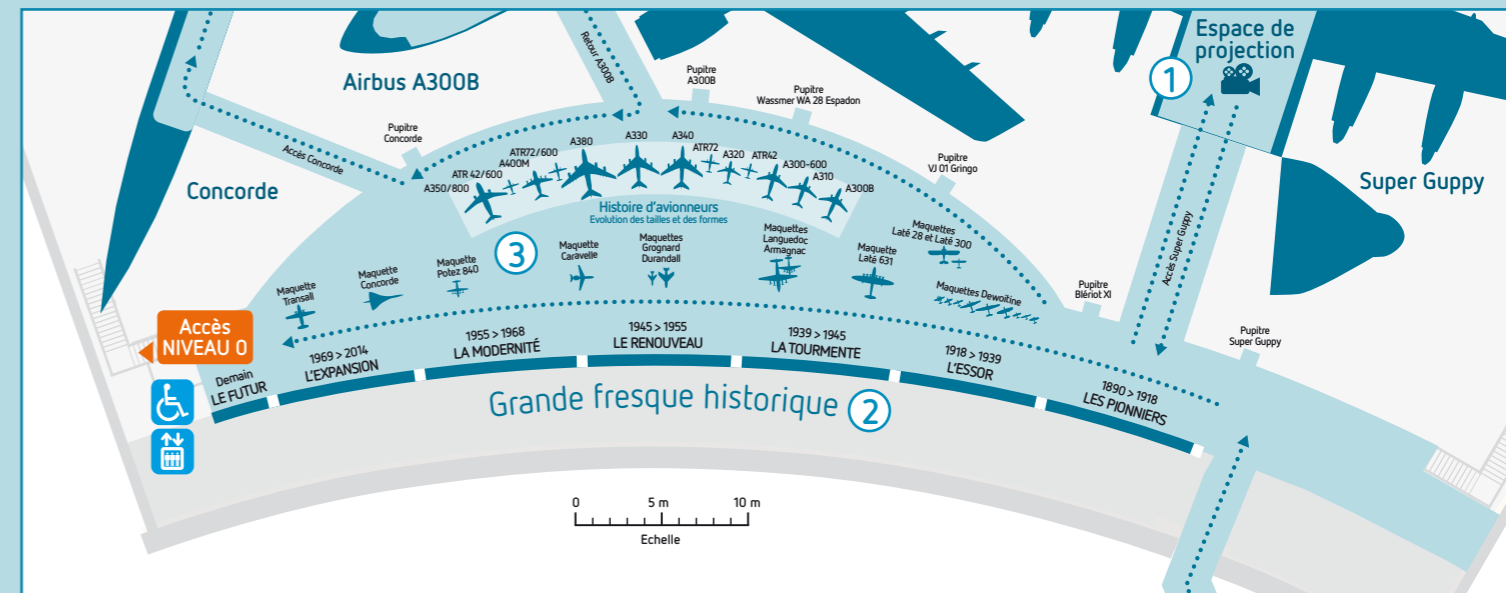 Espace de
projection
1
Retour A300B
Pupitre
A300B
Airbus A300B
Pupitre
Wassmer WA 28 Espadon
Pupitre
Concorde
Accès Concorde
Concorde
Pupitre
VJ 01 Gringo
Super Guppy
Accès Super Guppy
A350/800
ATR 42/600
A400M
ATR72/600
A380
A330
A340
ATR72
A320
ATR42
A300-600
A310
A300B
Histoire d'avionneurs
Evolution des tailles et des formes
3
Maquette
Transall
Maquette
Concorde
Maquette
Potez 840
Maquette
Caravelle
Maquettes
Grognard
Durandall
Maquettes
Languedoc
Armagnac
Maquette
Laté 631
Maquettes
Laté 28 et Laté 300
Maquettes Dewoitine
Pupitre
Blériot XI
Pupitre
Super Guppy
Accès
NIVEAU 0
Demain
LE FUTUR
1969 > 2014
L'EXPANSION
1955 > 1968
LA MODERNITÉ
1945 > 1955
LE RENOUVEAU
1939 > 1945
LA TOURMENTE
1918 > 1939
L'ESSOR
1890 > 1918
LES PIONNIERS
Grande fresque historique 2
0 5 m 10 m
Echelle